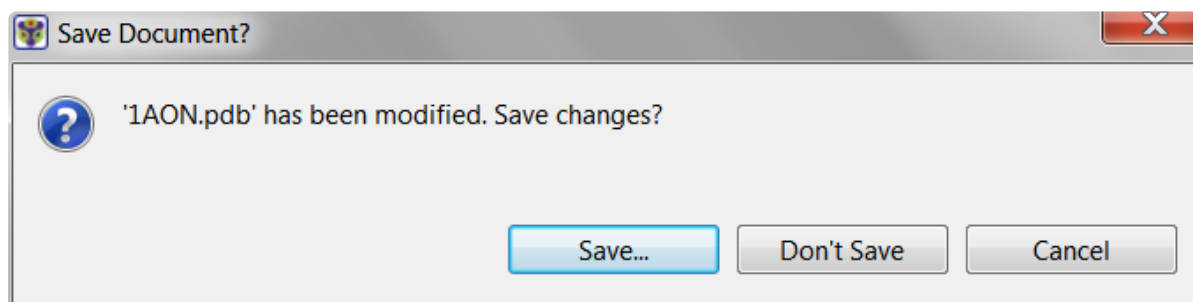 Save Document?
'1AON.pdb' has been modified. Save changes?
Save...
Don't Save
Cancel